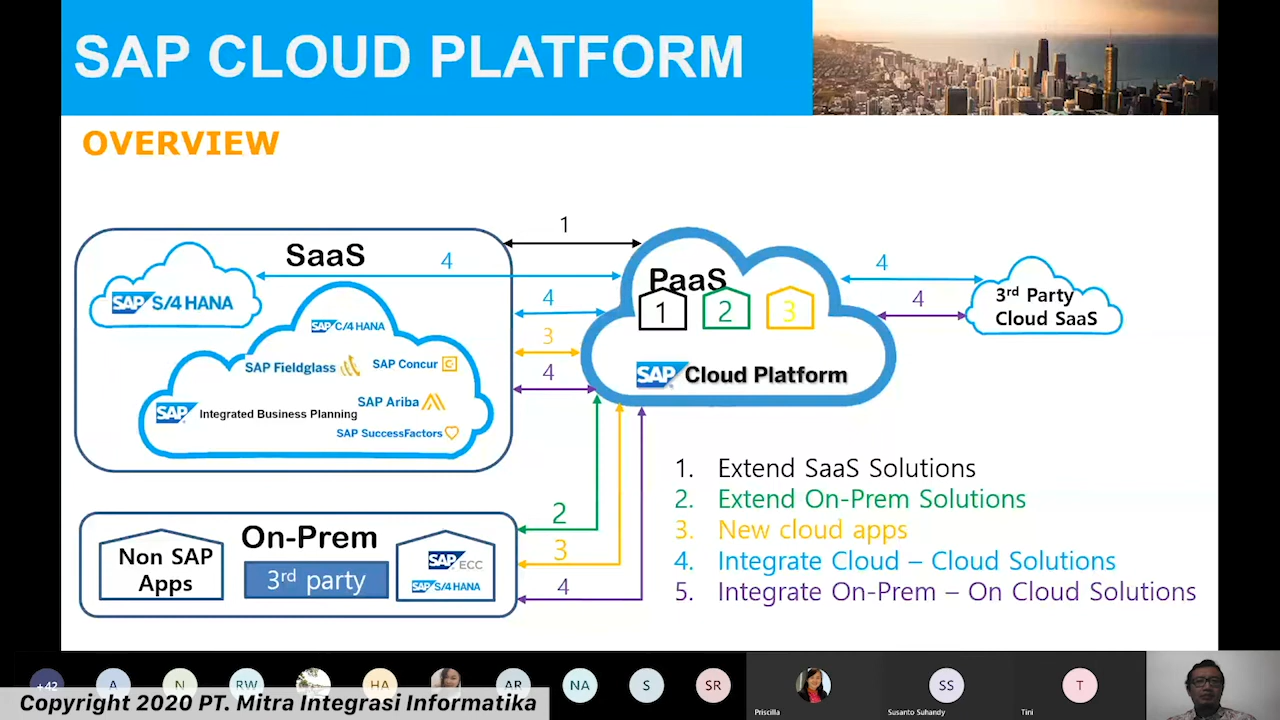 SAP CLOUD PLATFORM
OVERVIEW
SaaS
SAP S/4 HANA
SAP C/4 HANA
SAP Fieldglass
SAP Concur C
SAP Ariba
SAP Integrated Business Planning
SAP SuccessFactors
1
4
4
3
4
PaaS
1 2 3
SAP Cloud Platform
4
4
3rd Party
Cloud SaaS
On-Prem
Non SAP
Apps
3rd party
SAP ECC
SAP S/4 HANA
2
3
4
1. Extend SaaS Solutions
2. Extend On-Prem Solutions
3. New cloud apps
4. Integrate Cloud – Cloud Solutions
5. Integrate On-Prem – On Cloud Solutions
+42 A N RW HA AR NA S SR SS T
Priscilla Susanto Suhandy Tini
Copyright 2020 PT. Mitra Integrasi Informatika